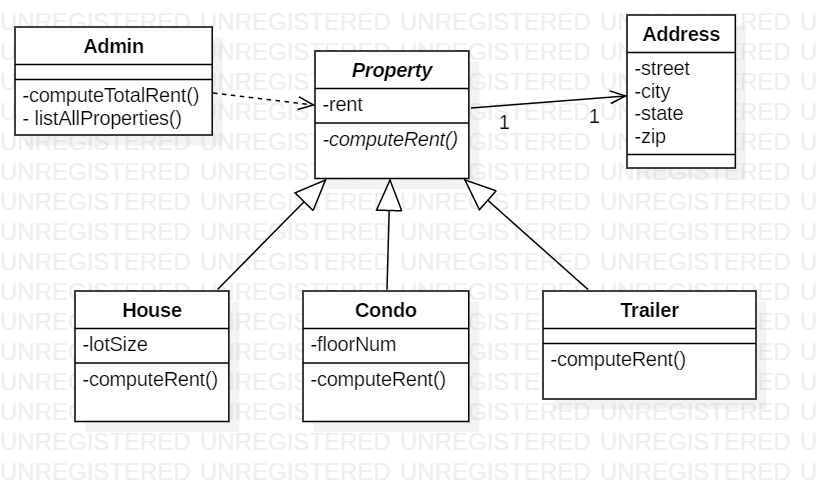 Admin
-computeTotalRent()
- listAllProperties()
Property
-rent
-computeRent()
1
1
Address
-street
-city
-state
-zip
House
-lotSize
-computeRent()
Condo
-floorNum
-computeRent()
Trailer
-computeRent()
UNREGISTERED UNREGISTERED UNREGISTERED UNREGISTERED